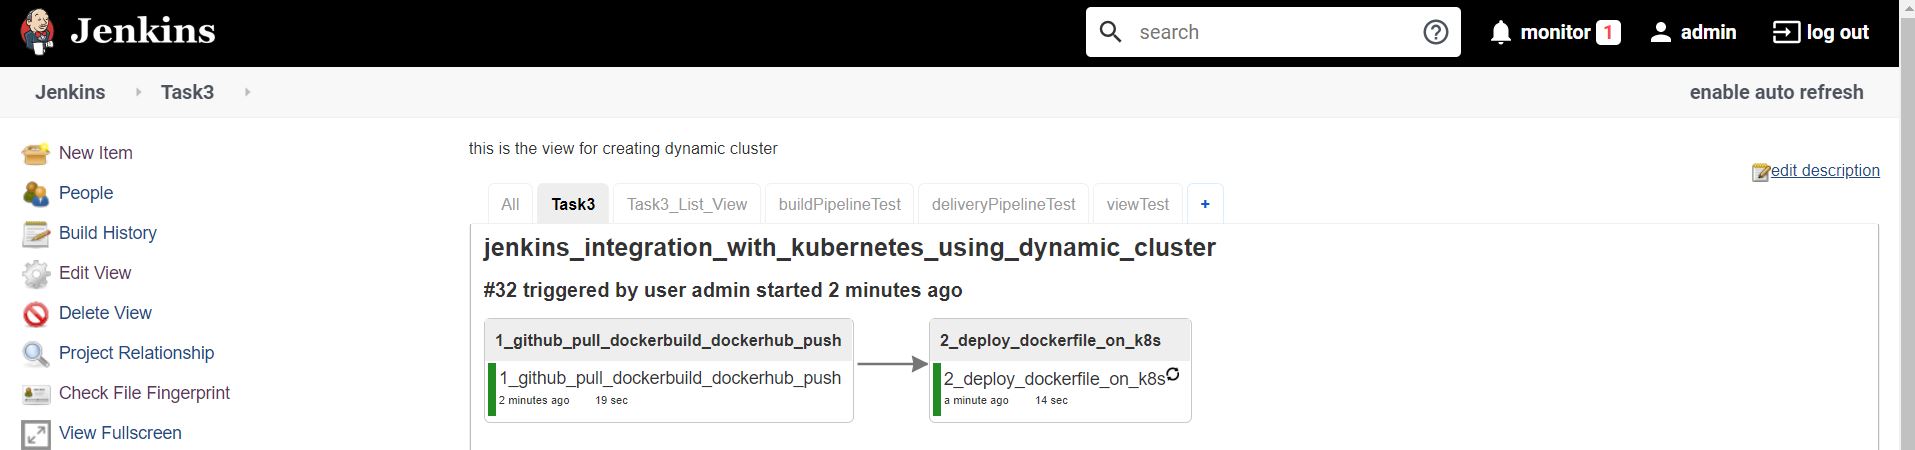 Jenkins
search
monitor 1
admin
log out
Jenkins
Task3
enable auto refresh
New Item
People
Build History
Edit View
Delete View
Project Relationship
Check File Fingerprint
View Fullscreen
this is the view for creating dynamic cluster
edit description
All
Task3
Task3_List_View
buildPipelineTest
deliveryPipelineTest
viewTest
+
jenkins_integration_with_kubernetes_using_dynamic_cluster
#32 triggered by user admin started 2 minutes ago
1_github_pull_dockerbuild_dockerhub_push
1_github_pull_dockerbuild_dockerhub_push
2 minutes ago 19 sec
2_deploy_dockerfile_on_k8s
2_deploy_dockerfile_on_k8s
a minute ago 14 sec